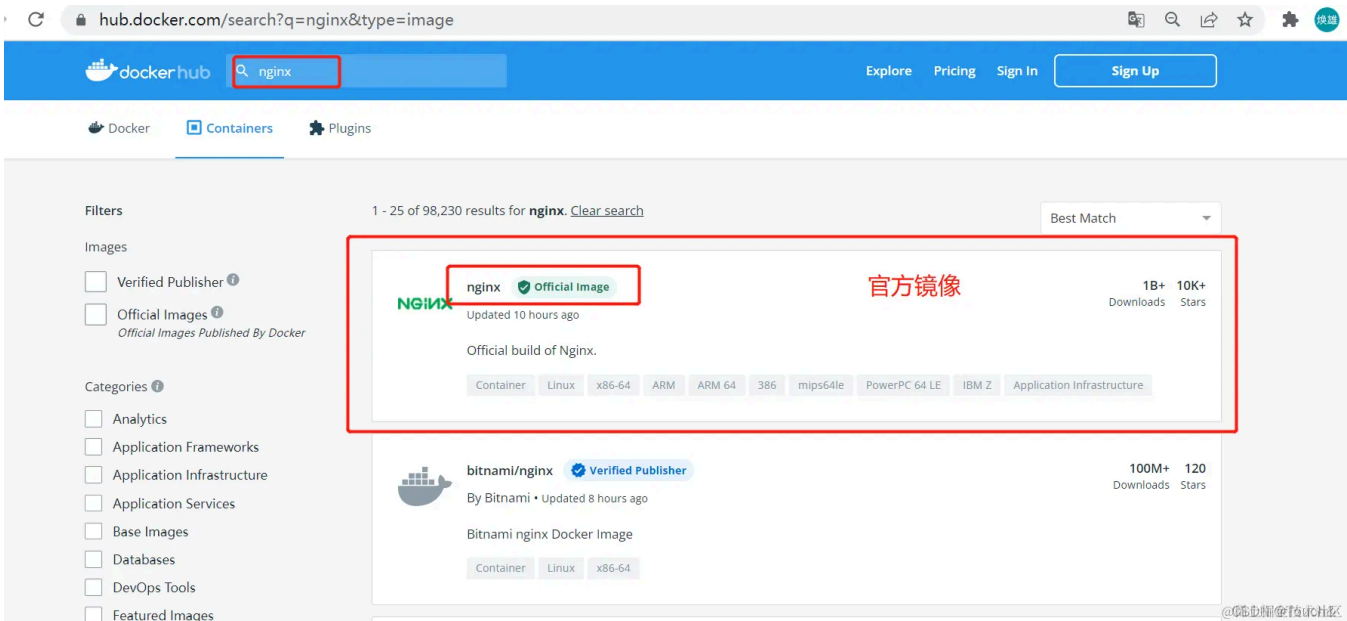 hub.docker.com/search?q=nginx&type=image
焕雄
docker hub
nginx
Explore Pricing Sign In Sign Up
Docker Containers Plugins
Filters
1 - 25 of 98,230 results for nginx. Clear search
Best Match
Images
Verified Publisher
Official Images
Official Images Published By Docker
Categories
Analytics
Application Frameworks
Application Infrastructure
Application Services
Base Images
Databases
DevOps Tools
Featured Images
NGINX
nginx Official Image
官方镜像
1B+ 10K+
Downloads Stars
Updated 10 hours ago
Official build of Nginx.
Container Linux x86-64 ARM ARM 64 386 mips64le PowerPC 64 LE IBM Z Application Infrastructure
bitnami/nginx Verified Publisher
100M+ 120
Downloads Stars
By Bitnami • Updated 8 hours ago
Bitnami nginx Docker Image
Container Linux x86-64